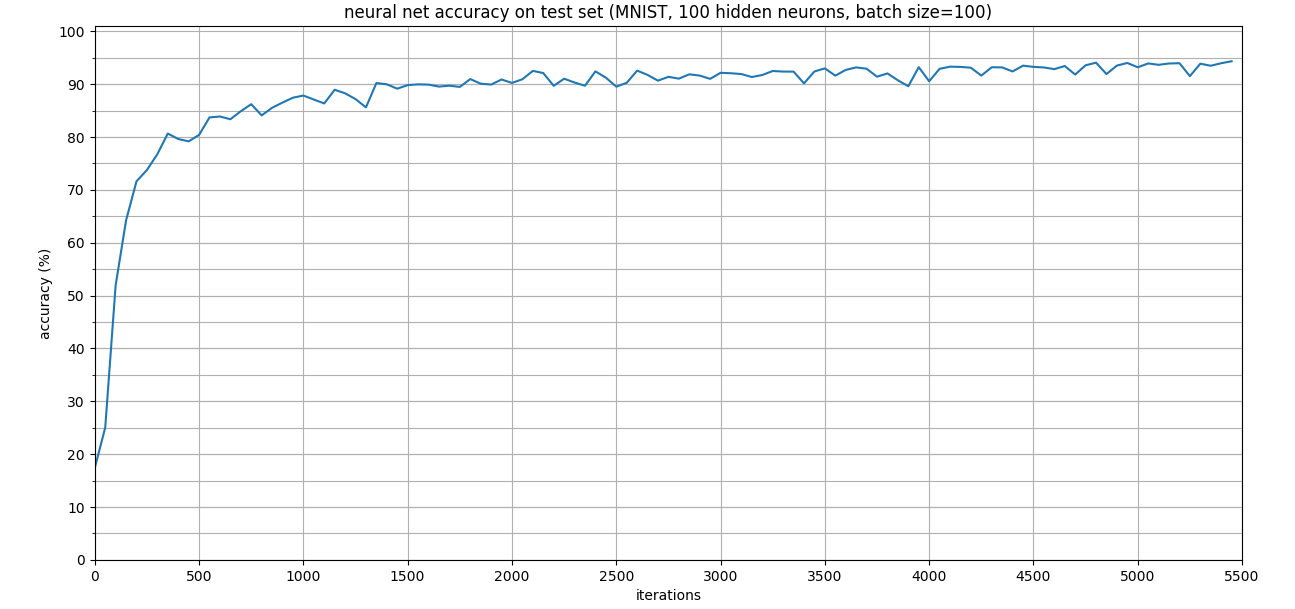 neural net accuracy on test set (MNIST, 100 hidden neurons, batch size=100)
100
90
80
70
60
50
40
30
20
10
0
accuracy (%)
0 500 1000 1500 2000 2500 3000 3500 4000 4500 5000 5500
iterations